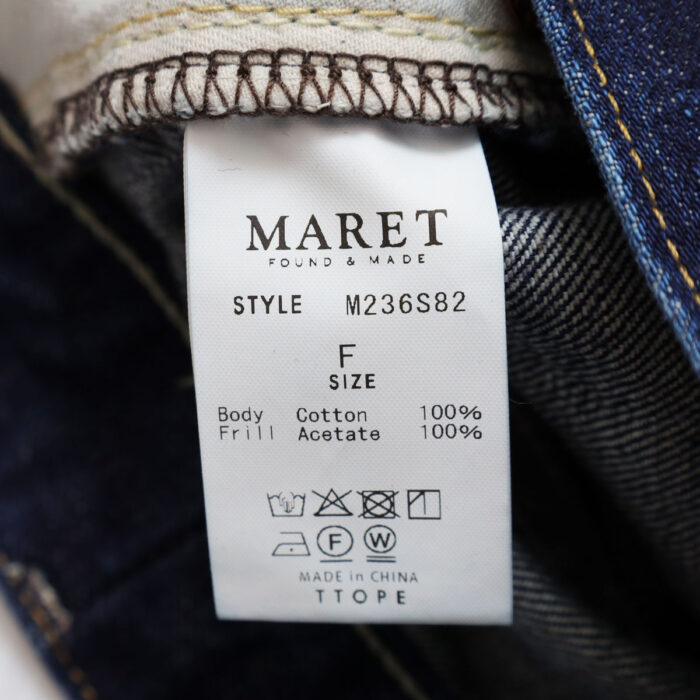 MARET
FOUND & MADE
STYLE M236S82
F
SIZE
Body Cotton 100%
Frill Acetate 100%
F W
MADE in CHINA
TTOPE